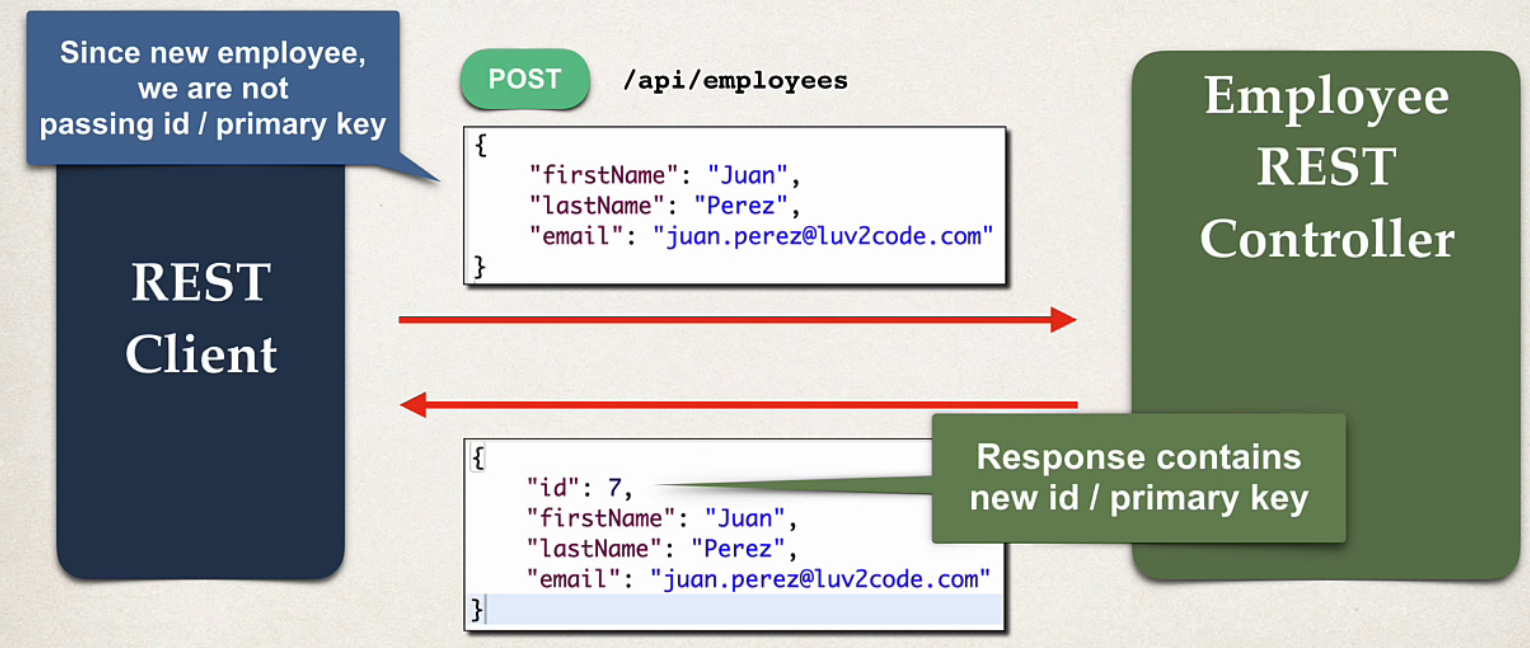 Since new employee,
we are not
passing id / primary key
POST /api/employees
{
"firstName": "Juan",
"lastName": "Perez",
"email": "juan.perez@luv2code.com"
}
REST
Client
Employee
REST
Controller
{
"id": 7,
"firstName": "Juan",
"lastName": "Perez",
"email": "juan.perez@luv2code.com"
}
Response contains
new id / primary key